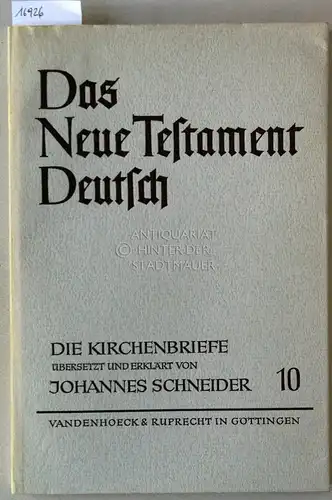 16926
Das
Neue Teſtament
Deutſch
ANTIQUARIAT
© HINTER DER
STADTMAUER
DIE KIRCHENBRIEFE
ÜBERSETZT UND ERKLÄRT VON
JOHANNES SCHNEIDER 10
VANDENHOECK & RUPRECHT IN GÖTTINGEN